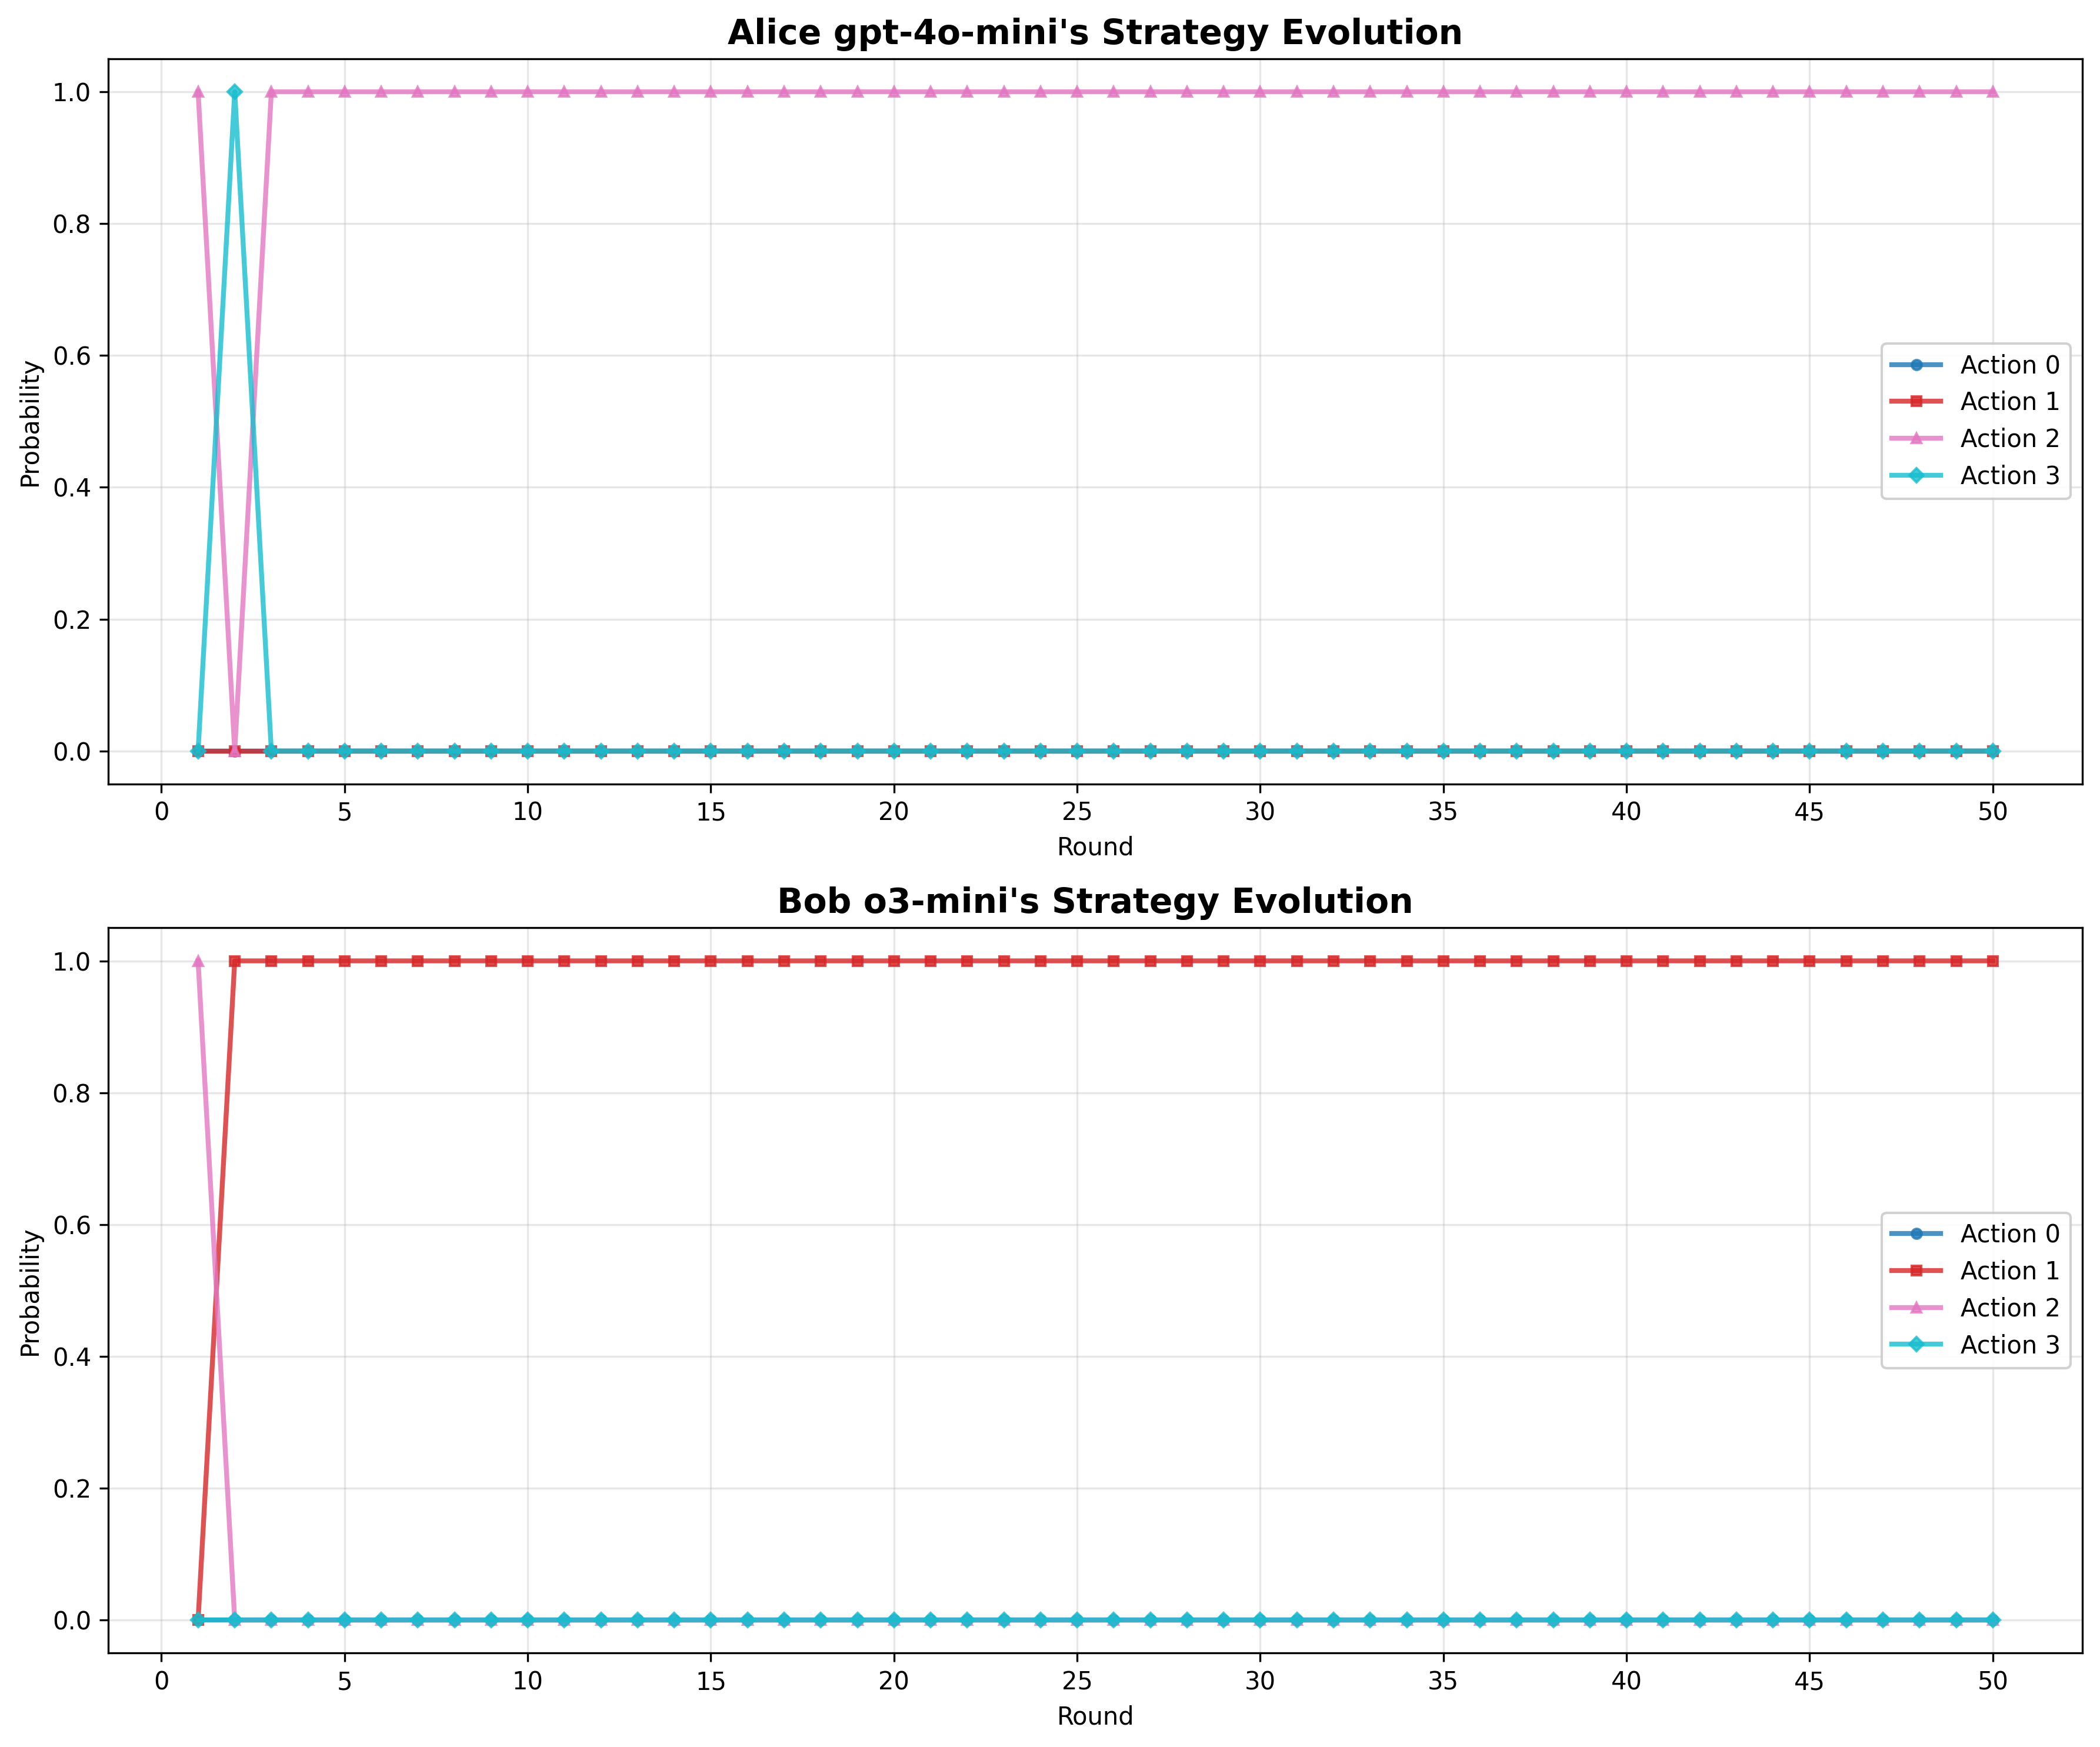 Alice gpt-4o-mini's Strategy Evolution
1.0
0.8
0.6
0.4
0.2
0.0
Probability
Action 0
Action 1
Action 2
Action 3
0 5 10 15 20 25 30 35 40 45 50
Round
Bob o3-mini's Strategy Evolution
1.0
0.8
0.6
0.4
0.2
0.0
Probability
Action 0
Action 1
Action 2
Action 3
0 5 10 15 20 25 30 35 40 45 50
Round